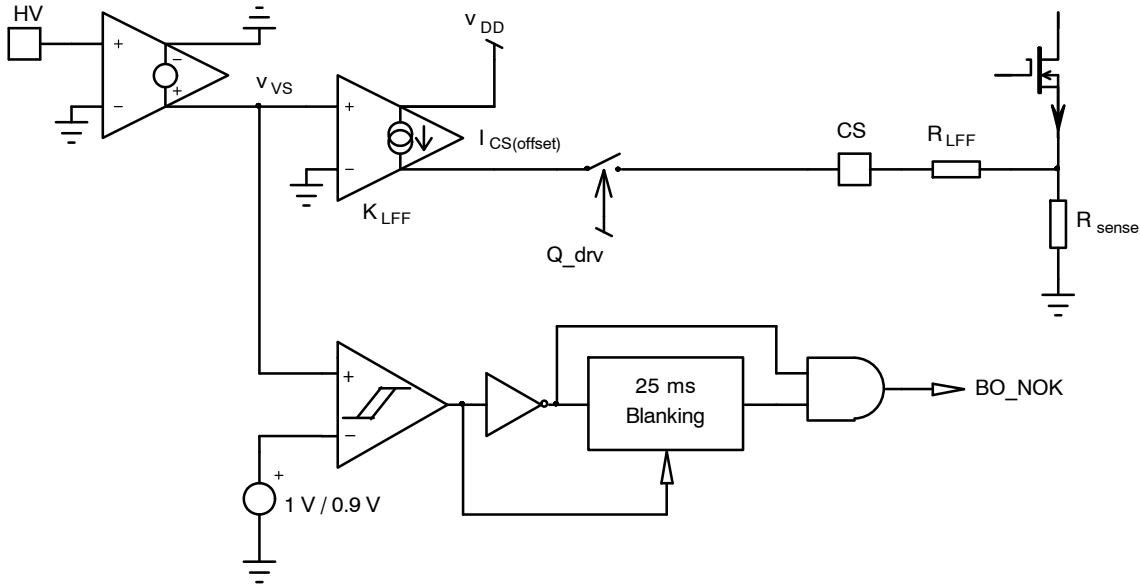 HV
+
−
−
+
v VS
v DD
+
−
I CS(offset)
K LFF
Q_drv
CS
R LFF
R sense
+
−
+
1 V / 0.9 V
25 ms
Blanking
BO_NOK